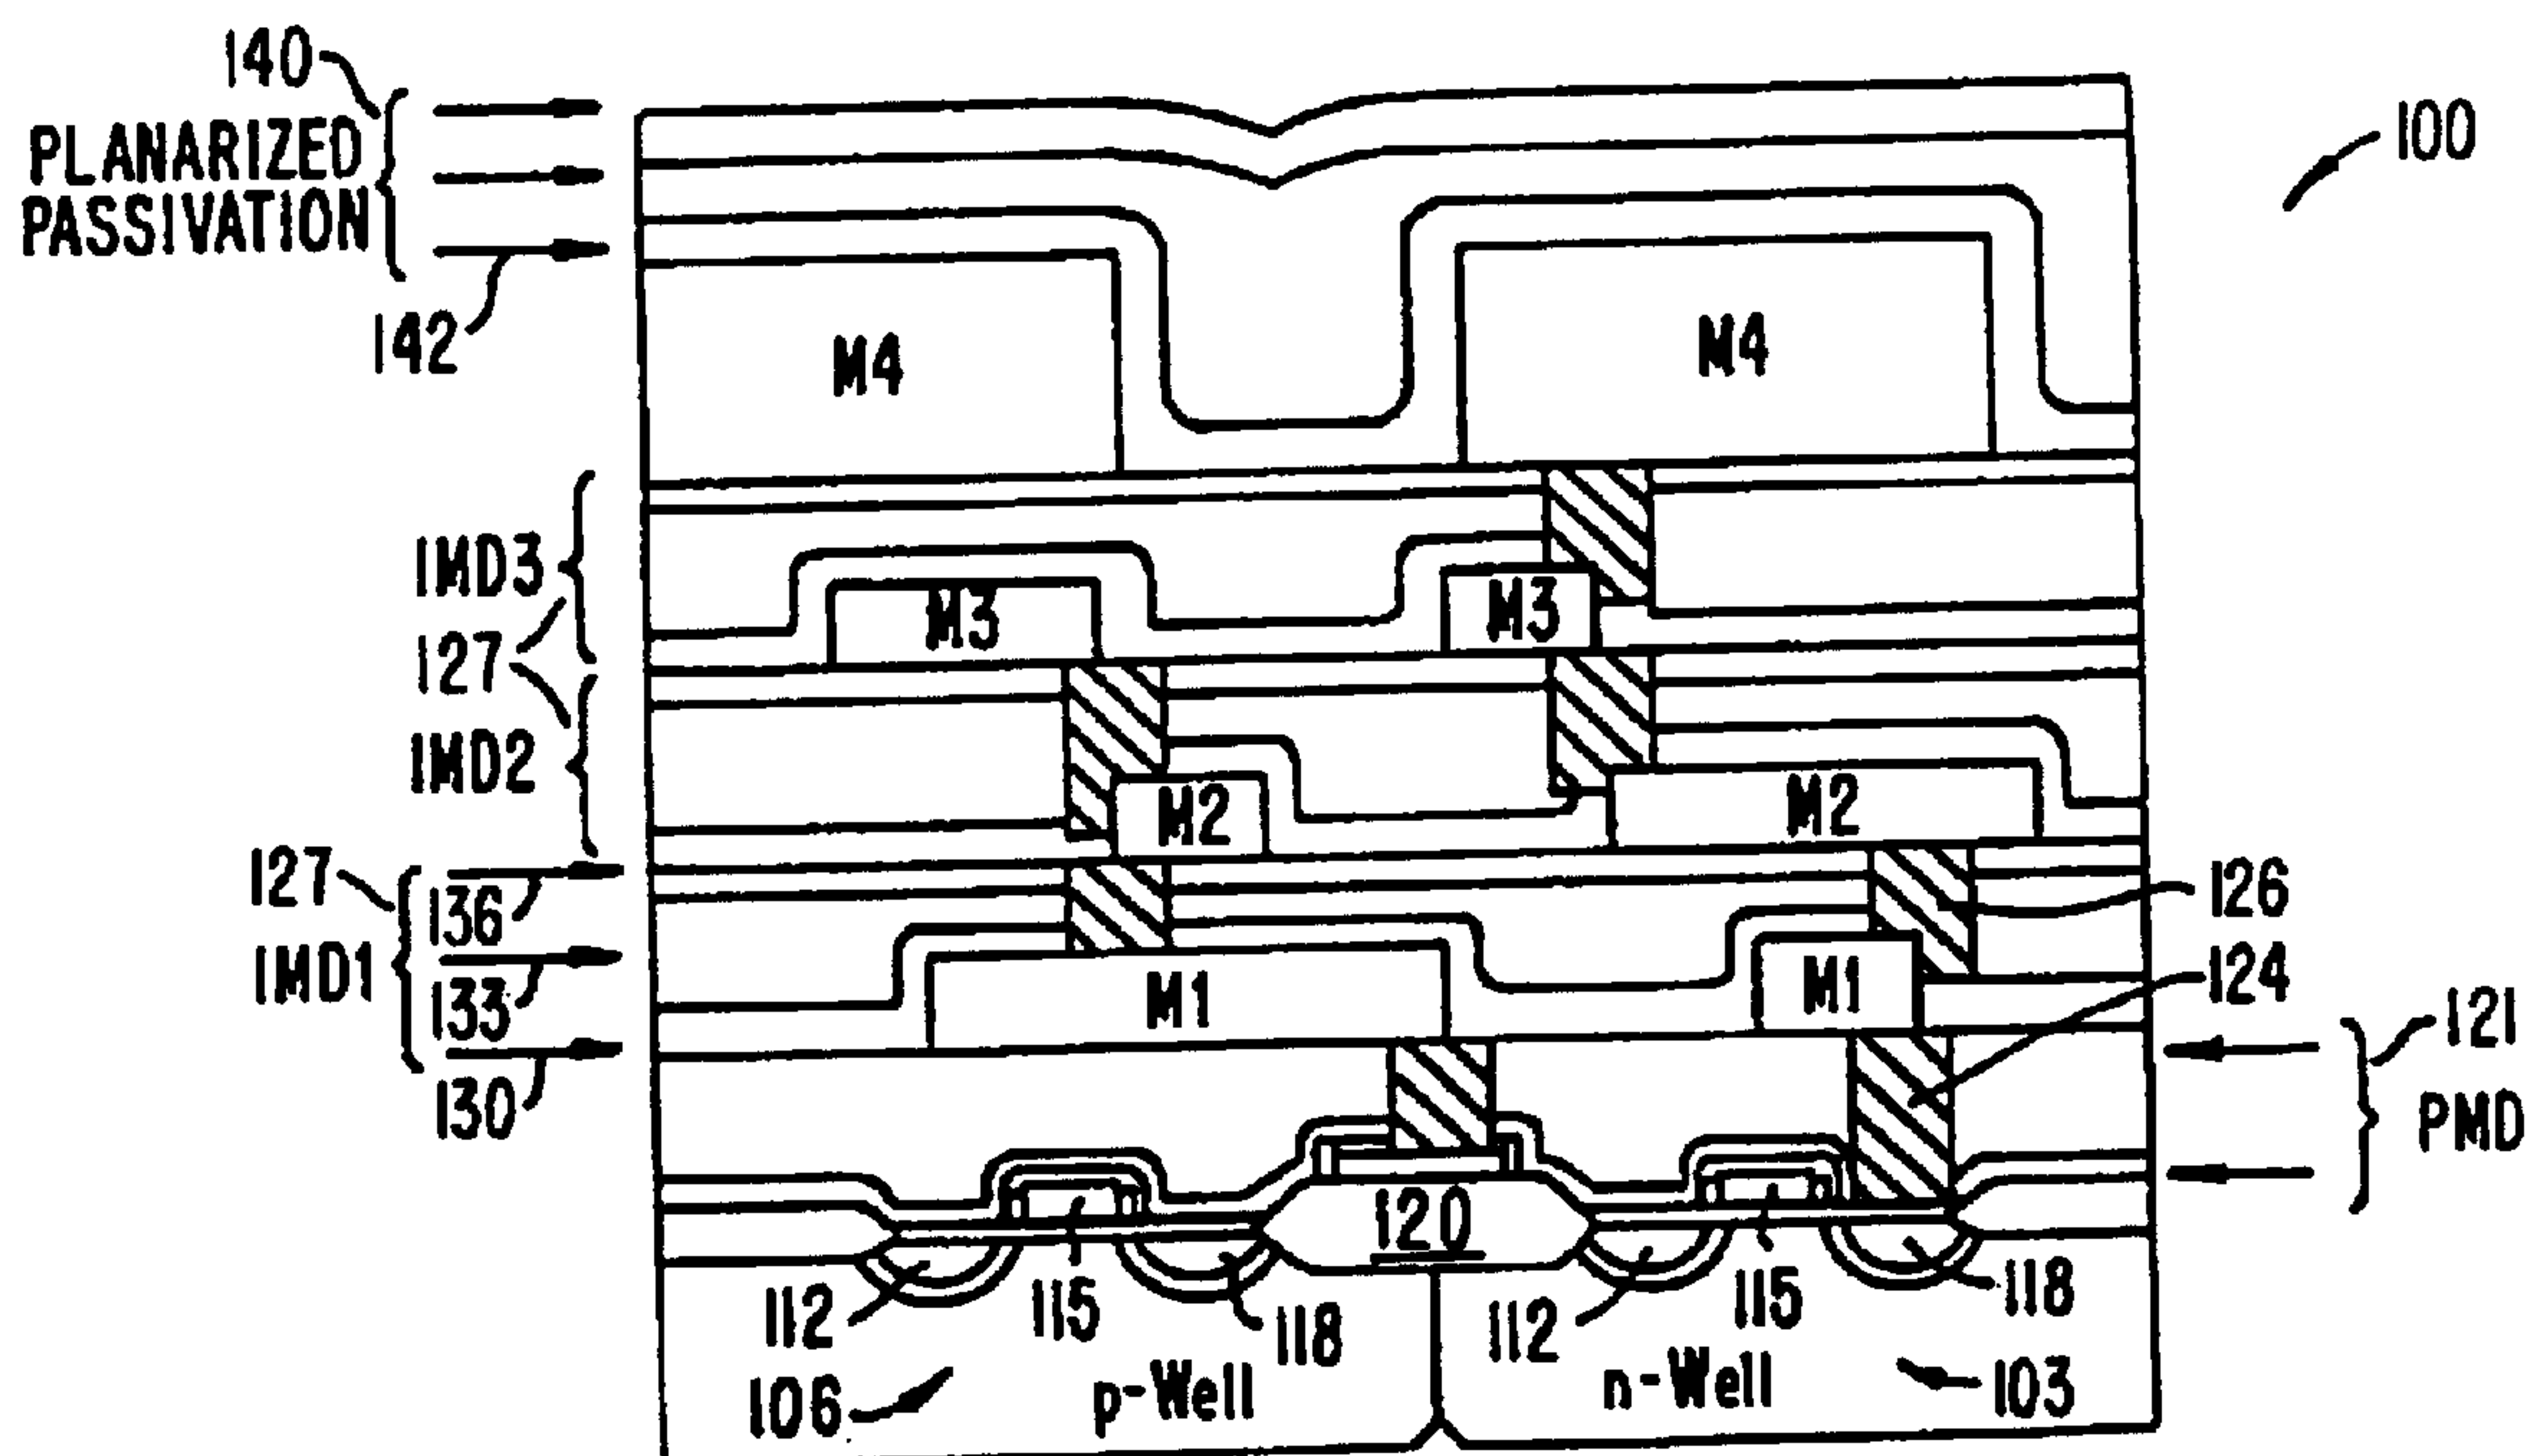 140
PLANARIZED
PASSIVATION
142
100
M4
M4
IMD3
127
IMD2
M3
M3
M2
M2
127
IMD1
136
133
130
M1
M1
126
124
121
PMD
120
112
115
118
112
115
118
106
p-Well
n-Well
103